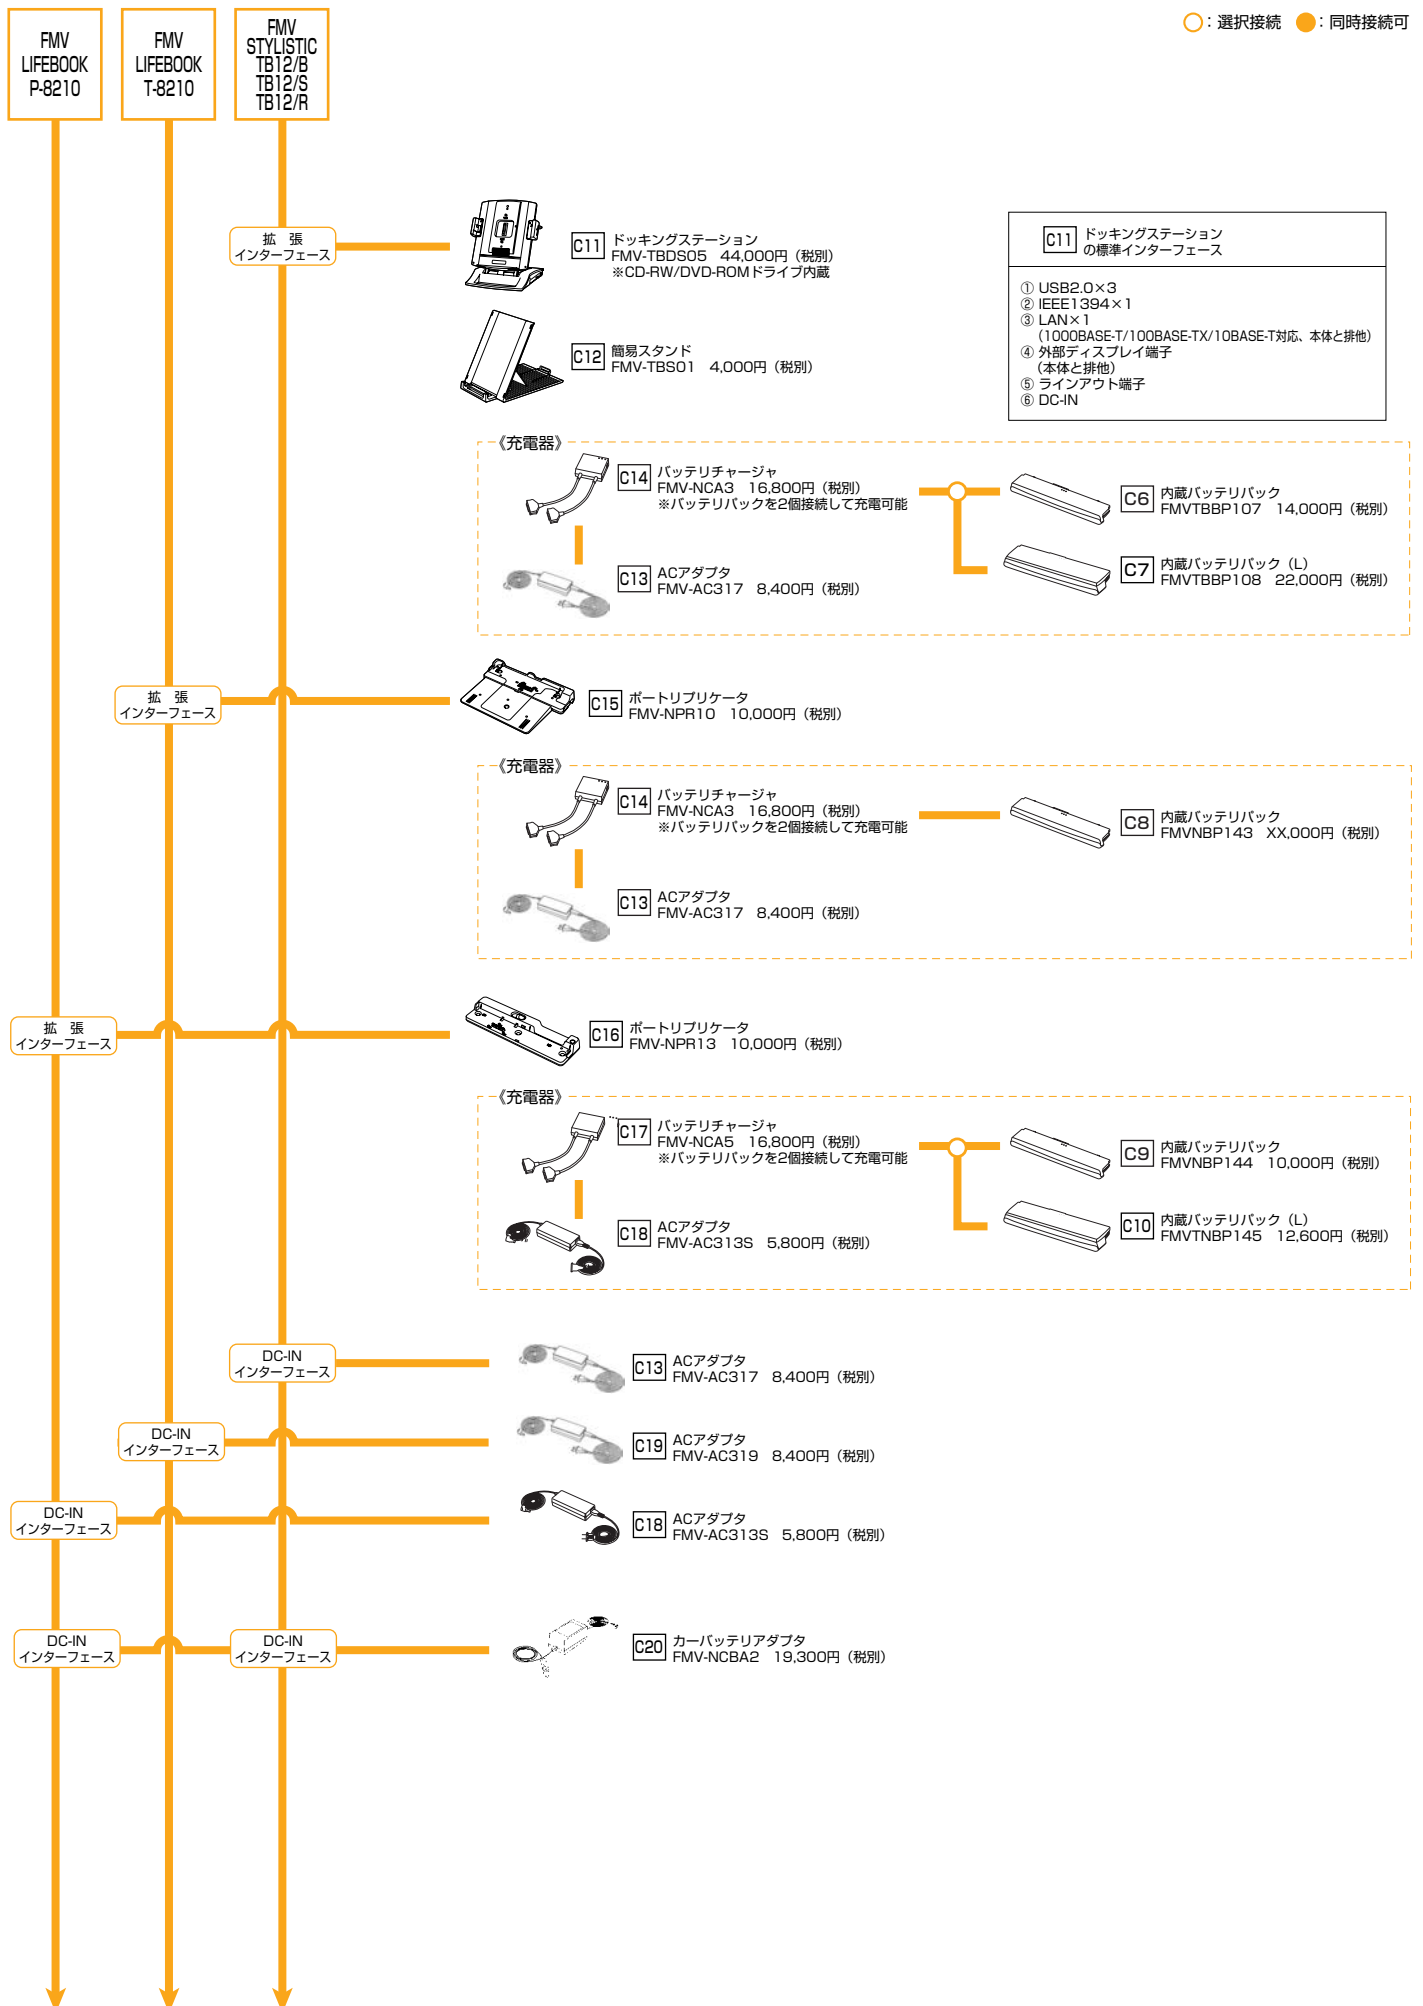 ○：選択接続　●：同時接続可
FMV
LIFEBOOK
P-8210
FMV
LIFEBOOK
T-8210
FMV
STYLISTIC
TB12/B
TB12/S
TB12/R
拡　張
インターフェース
C11 ドッキングステーション
FMV-TBDS05　44,000円（税別）
※CD-RW/DVD-ROMドライブ内蔵
C12 簡易スタンド
FMV-TBS01　4,000円（税別）
C11 ドッキングステーション
の標準インターフェース
① USB2.0×3
② IEEE1394×1
③ LAN×1
（1000BASE-T/100BASE-TX/10BASE-T対応、本体と排他）
④ 外部ディスプレイ端子
（本体と排他）
⑤ ラインアウト端子
⑥ DC-IN
《充電器》
C14 バッテリチャージャ
FMV-NCA3　16,800円（税別）
※バッテリパックを2個接続して充電可能
C13 ACアダプタ
FMV-AC317　8,400円（税別）
C6 内蔵バッテリパック
FMVTBBP107　14,000円（税別）
C7 内蔵バッテリパック（L）
FMVTBBP108　22,000円（税別）
拡　張
インターフェース
C15 ポートリプリケータ
FMV-NPR10　10,000円（税別）
《充電器》
C14 バッテリチャージャ
FMV-NCA3　16,800円（税別）
※バッテリパックを2個接続して充電可能
C13 ACアダプタ
FMV-AC317　8,400円（税別）
C8 内蔵バッテリパック
FMVNBP143　XX,000円（税別）
拡　張
インターフェース
C16 ポートリプリケータ
FMV-NPR13　10,000円（税別）
《充電器》
C17 バッテリチャージャ
FMV-NCA5　16,800円（税別）
※バッテリパックを2個接続して充電可能
C18 ACアダプタ
FMV-AC313S　5,800円（税別）
C9 内蔵バッテリパック
FMVNBP144　10,000円（税別）
C10 内蔵バッテリパック（L）
FMVTNBP145　12,600円（税別）
DC-IN
インターフェース
C13 ACアダプタ
FMV-AC317　8,400円（税別）
DC-IN
インターフェース
C19 ACアダプタ
FMV-AC319　8,400円（税別）
DC-IN
インターフェース
C18 ACアダプタ
FMV-AC313S　5,800円（税別）
DC-IN
インターフェース
DC-IN
インターフェース
C20 カーバッテリアダプタ
FMV-NCBA2　19,300円（税別）